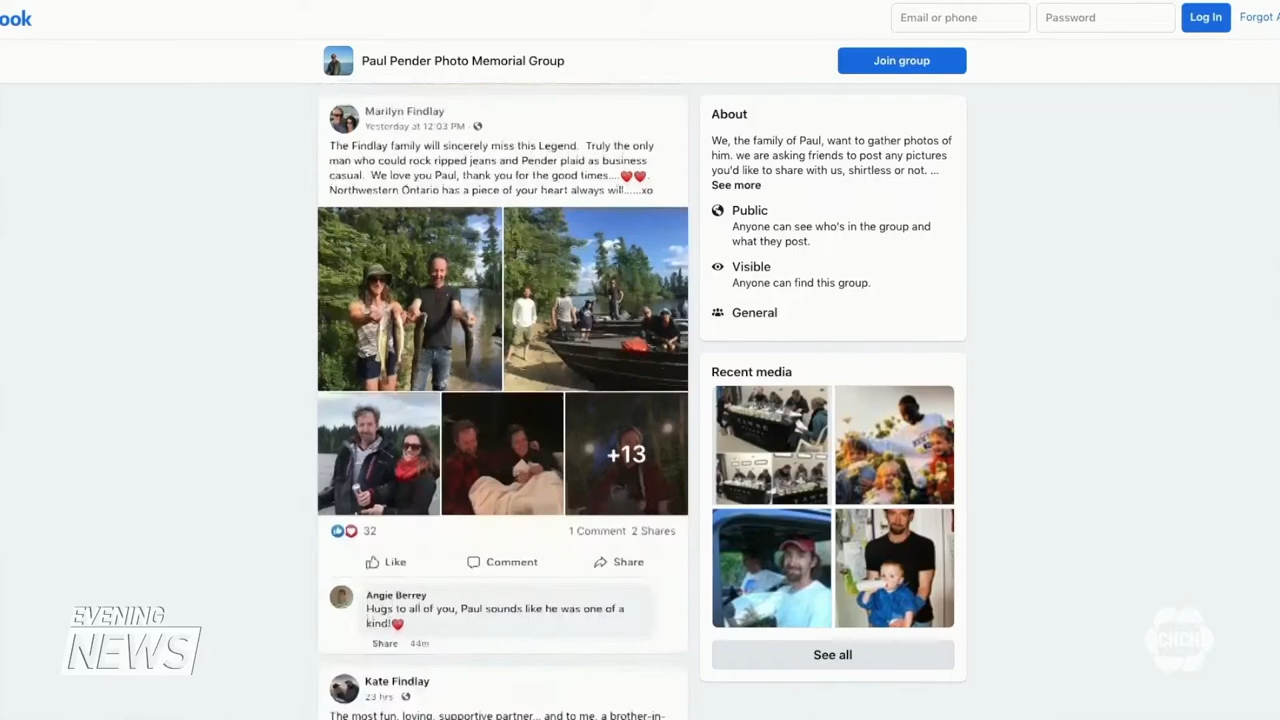 ook
Email or phone
Password
Log In
Forgot A
Paul Pender Photo Memorial Group
Join group
Marilyn Findlay
Yesterday at 12:03 PM ·
The Findlay family will sincerely miss this Legend. Truly the only
man who could rock ripped jeans and Pender plaid as business
casual. We love you Paul, thank you for the good times....❤❤.
Northwestern Ontario has a piece of your heart always will......xo
+13
32
1 Comment 2 Shares
Like
Comment
Share
Angie Berrey
Hugs to all of you, Paul sounds like he was one of a
kind!❤
Share 44m
Kate Findlay
23 hrs ·
The most fun, loving, supportive partner... and to me, a brother-in-
About
We, the family of Paul, want to gather photos of
him. we are asking friends to post any pictures
you'd like to share with us, shirtless or not. ...
See more
Public
Anyone can see who's in the group and
what they post.
Visible
Anyone can find this group.
General
Recent media
See all
EVENING
NEWS
CHCH